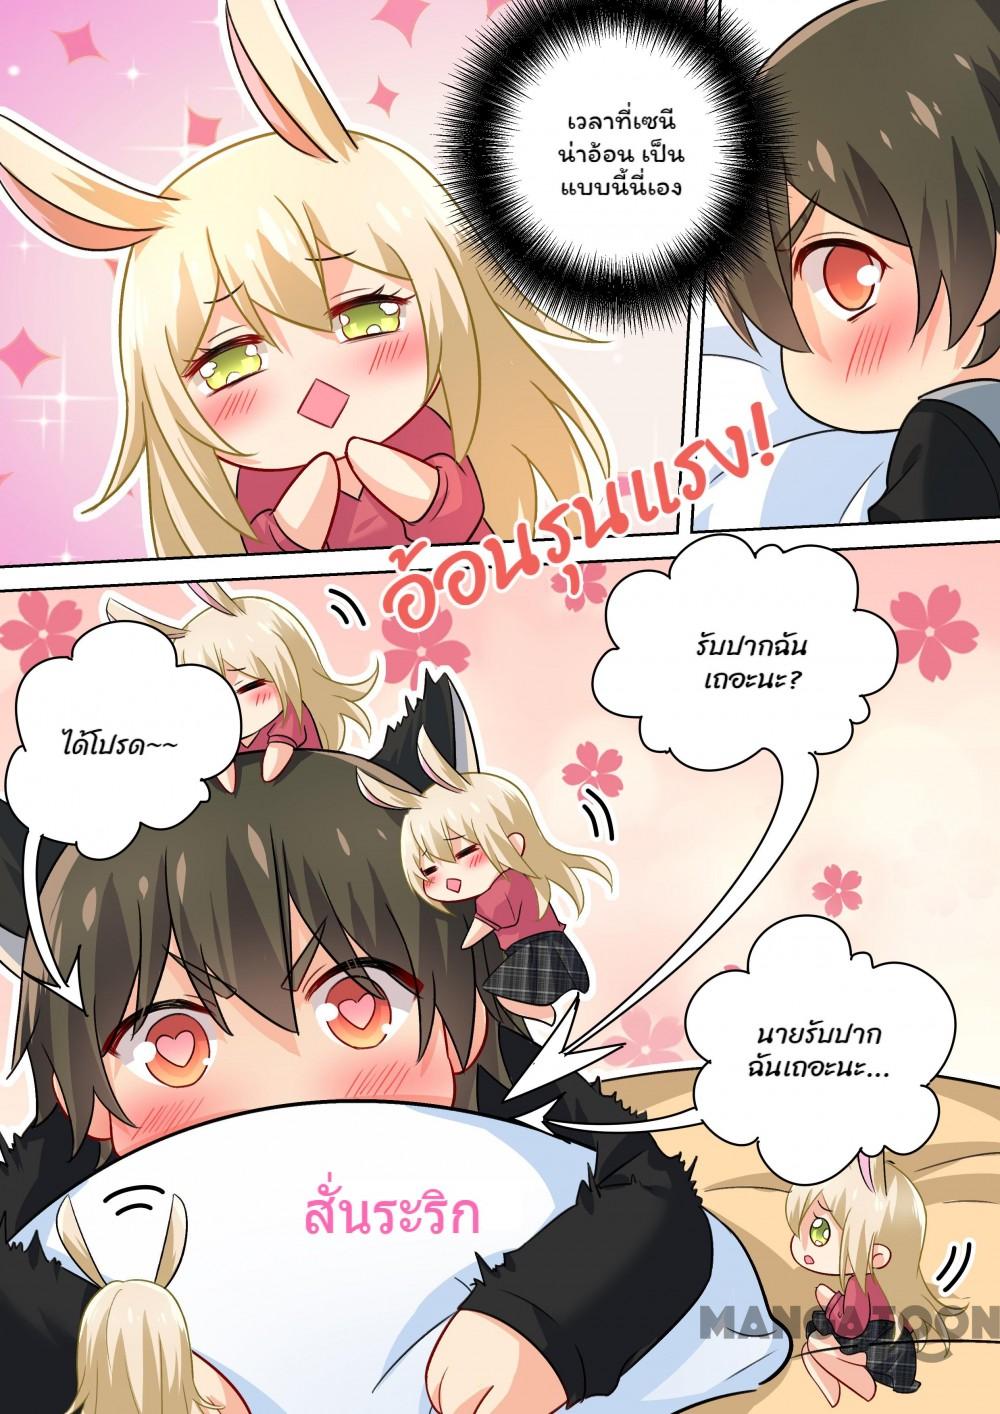 เวลาที่เซนี
น่าอ้อน เป็น
แบบนี้นี่เอง
อ้อนรุนแรง!
รับปากฉัน
เถอะนะ?
ได้โปรด~~
นายรับปาก
ฉันเถอะนะ...
สั่นระริก
MANGATOON